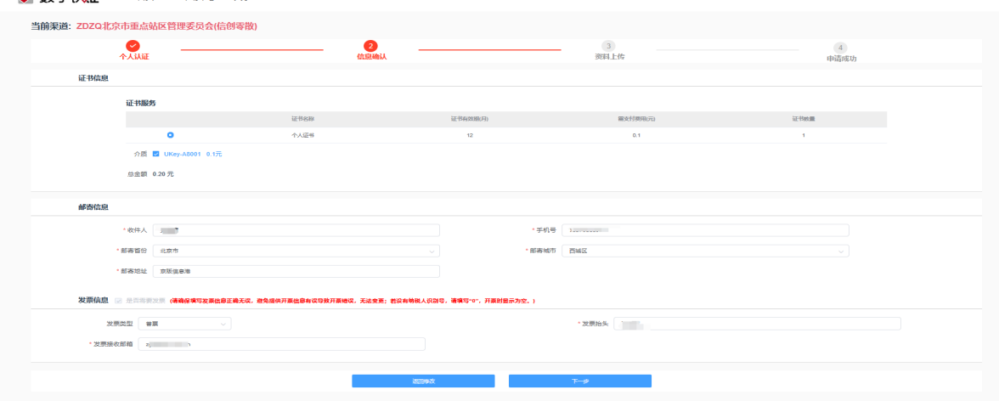 当前渠道: ZDZQ北京市重点站区管理委员会(信创零散)
2 3 4
个人认证 信息确认 资料上传 申请成功
证书信息
证书服务
证书名称 证书有效期(月) 需支付费用(元) 证书数量
个人证书 12 0.1 1
介质 UKey-A8001 0.1元
总金额 0.20 元
邮寄信息
* 收件人 * 手机号
* 邮寄省份 北京市 * 邮寄城市 西城区
* 邮寄地址 京版信息港
发票信息 是否需要发票 (请确保填写发票信息正确无误，避免提供开票信息有误导致开票错误，无法变更；若没有纳税人识别号，请填写“0”，开票时显示为空。)
发票类型 普票 * 发票抬头
* 发票接收邮箱
返回修改 下一步